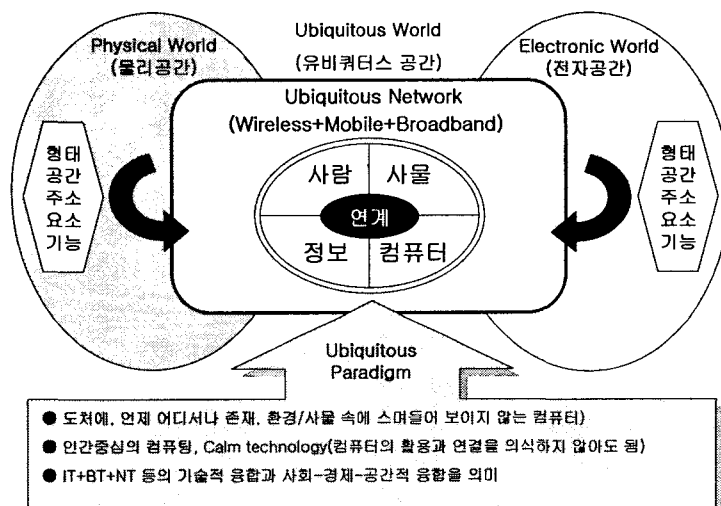 Physical World
(물리공간)
Ubiquitous World
(유비쿼터스 공간)
Electronic World
(전자공간)
Ubiquitous Network
(Wireless+Mobile+Broadband)
형태
공간
주소
요소
기능
사람
사물
연계
정보
컴퓨터
형태
공간
주소
요소
기능
Ubiquitous
Paradigm
● 도처에, 언제 어디서나 존재, 환경/사물 속에 스며들어 보이지 않는 컴퓨터)
● 인간중심의 컴퓨팅, Calm technology(컴퓨터의 활용과 연결을 의식하지 않아도 됨)
● IT+BT+NT 등의 기술적 융합과 사회-경제-공간적 융합을 의미